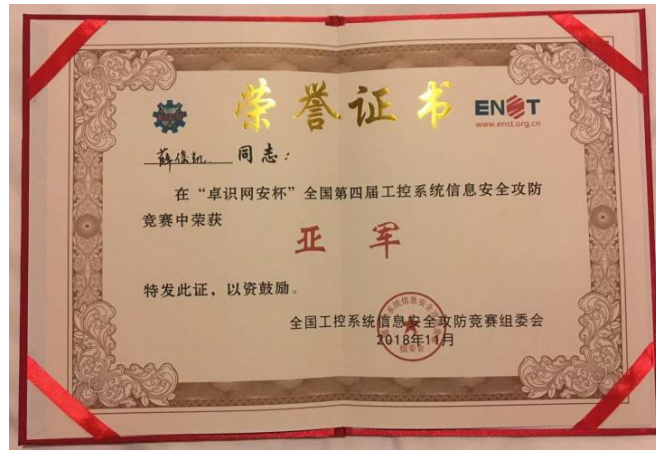 荣誉证书
ENST
www.enst.org.cn
薛俊凯 同志：
在“卓识网安杯”全国第四届工控系统信息安全攻防
竞赛中荣获
亚 军
特发此证，以资鼓励。
全国工控系统信息安全攻防竞赛组委会
2018年11月
组委会